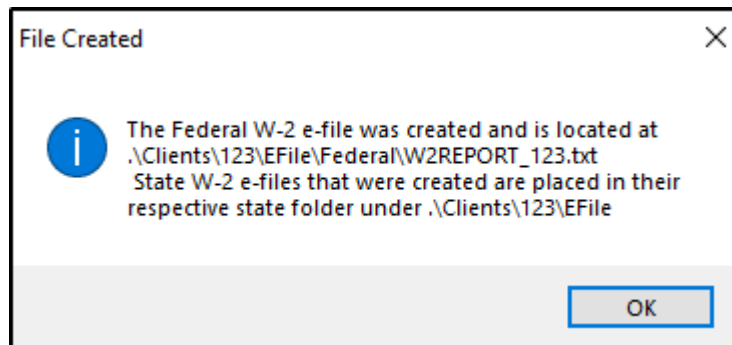 File Created
The Federal W-2 e-file was created and is located at
.\Clients\123\EFile\Federal\W2REPORT_123.txt
State W-2 e-files that were created are placed in their
respective state folder under .\Clients\123\EFile
OK